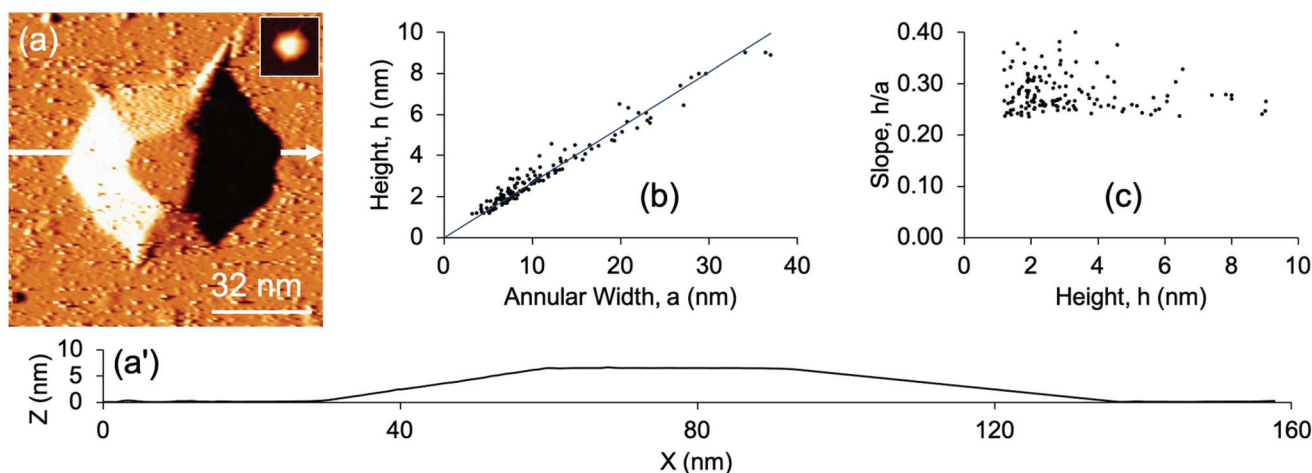 (a)
32 nm
Height, h (nm)
10
8
6
4
2
0
(b)
0 10 20 30 40
Annular Width, a (nm)
Slope, h/a
0.40
0.30
0.20
0.10
0.00
(c)
0 2 4 6 8 10
Height, h (nm)
Z (nm)
10
5
0
(a')
0 40 80 120 160
X (nm)